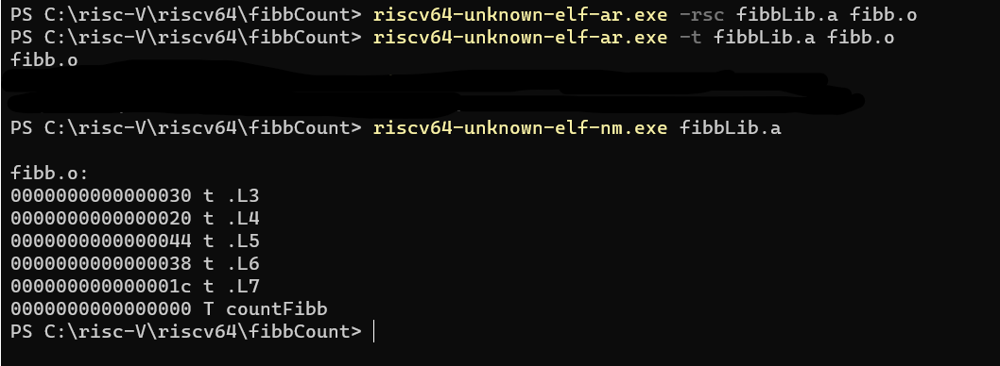 PS C:\risc-V\riscv64\fibbCount> riscv64-unknown-elf-ar.exe -rsc fibbLib.a fibb.o
PS C:\risc-V\riscv64\fibbCount> riscv64-unknown-elf-ar.exe -t fibbLib.a fibb.o
fibb.o
PS C:\risc-V\riscv64\fibbCount> riscv64-unknown-elf-nm.exe fibbLib.a
fibb.o:
0000000000000030 t .L3
0000000000000020 t .L4
0000000000000044 t .L5
0000000000000038 t .L6
000000000000001c t .L7
0000000000000000 T countFibb
PS C:\risc-V\riscv64\fibbCount>